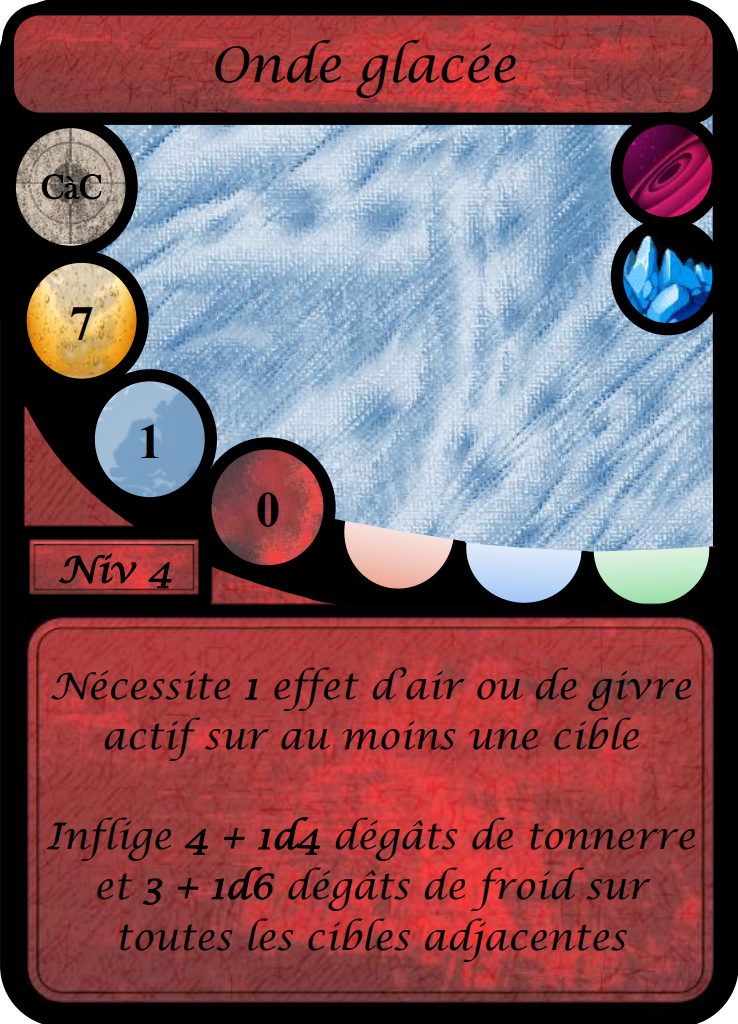 Onde glacée
CàC
7
1
0
Niv 4
Nécessite 1 effet d'air ou de givre
actif sur au moins une cible
Inflige 4 + 1d4 dégâts de tonnerre
et 3 + 1d6 dégâts de froid sur
toutes les cibles adjacentes